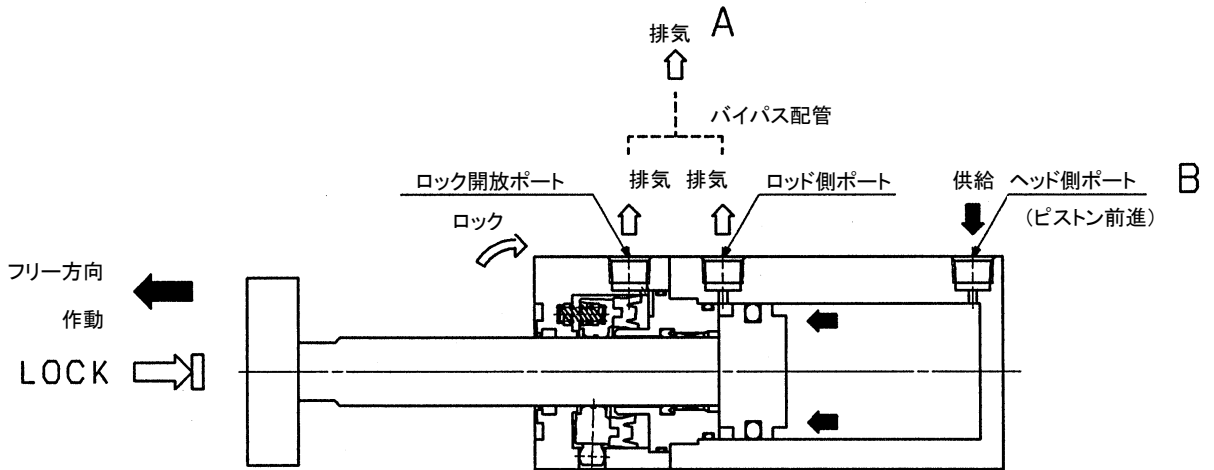 排気 A
バイパス配管
ロック開放ポート 排気 排気 ロッド側ポート 供給 ヘッド側ポート B
(ピストン前進)
ロック
フリー方向
作動
LOCK